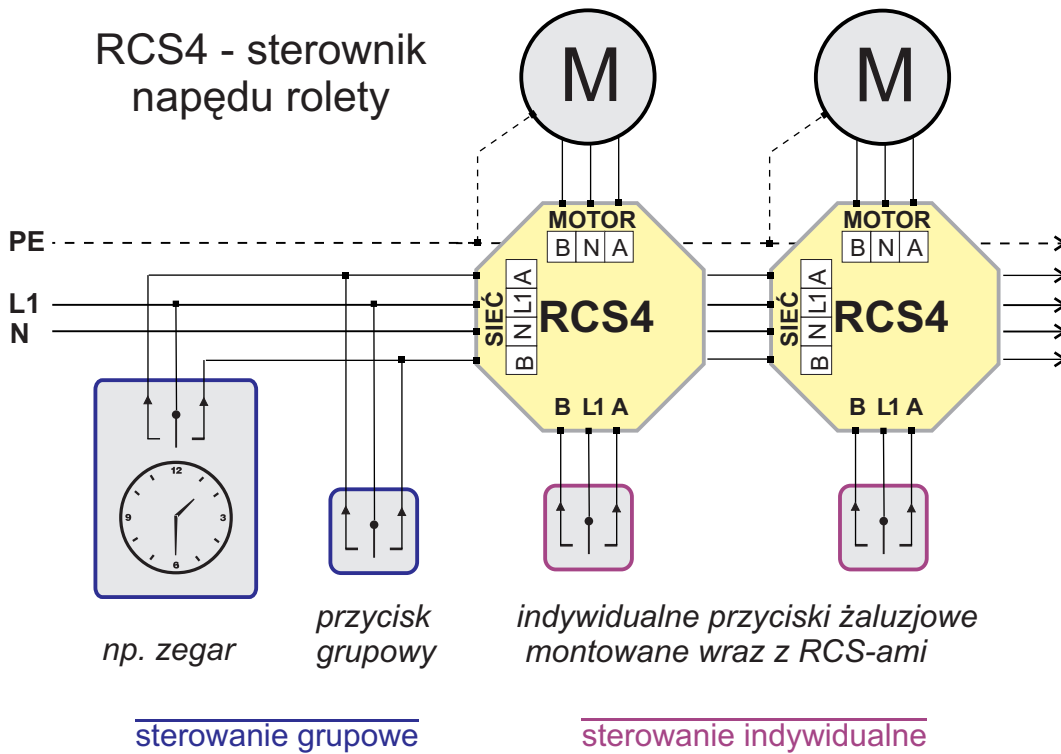 RCS4 - sterownik
napędu rolety
M
M
PE
L1
N
MOTOR
B N A
SIEĆ
A
L1
N
B
RCS4
B L1 A
MOTOR
B N A
SIEĆ
A
L1
N
B
RCS4
B L1 A
12
3
6
9
np. zegar
przycisk
grupowy
indywidualne przyciski żaluzjowe
montowane wraz z RCS-ami
sterowanie grupowe
sterowanie indywidualne